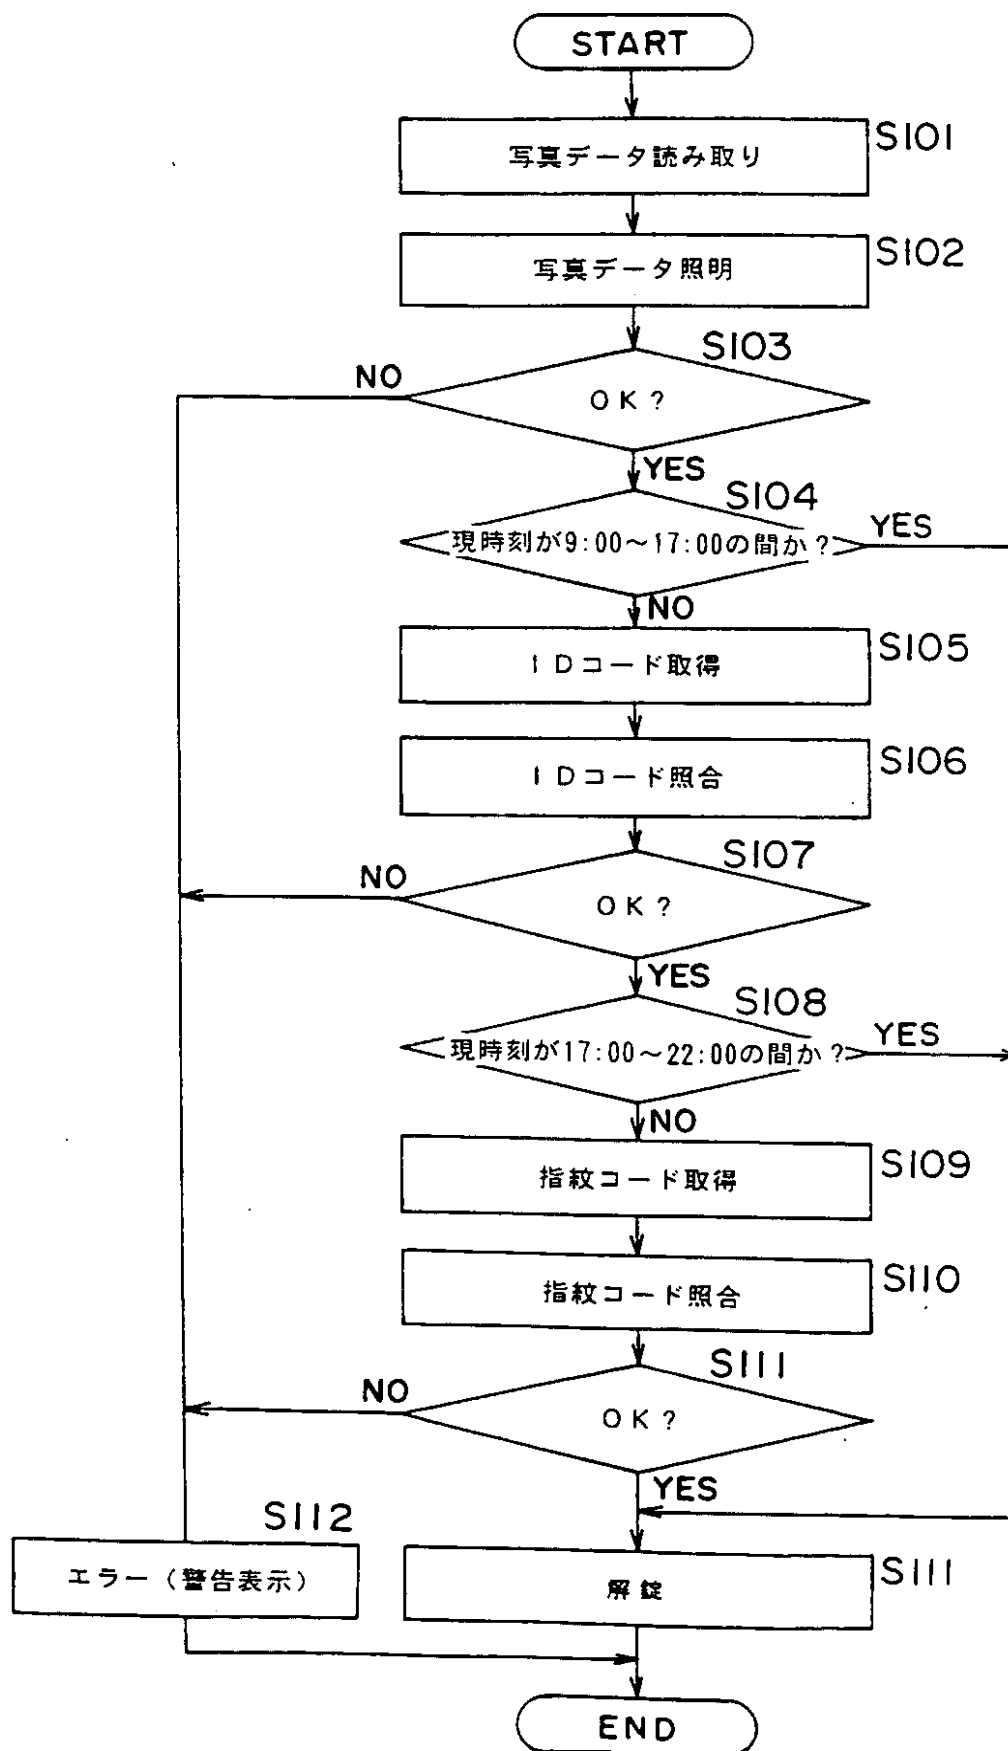 START
写真データ読み取り
S101
写真データ照明
S102
S103
NO
OK?
YES
S104
現時刻が9:00～17:00の間か?
YES
NO
IDコード取得
S105
IDコード照合
S106
S107
NO
OK?
YES
S108
現時刻が17:00～22:00の間か?
YES
NO
指紋コード取得
S109
指紋コード照合
S110
S111
NO
OK?
YES
S112
エラー(警告表示)
解錠
S111
END